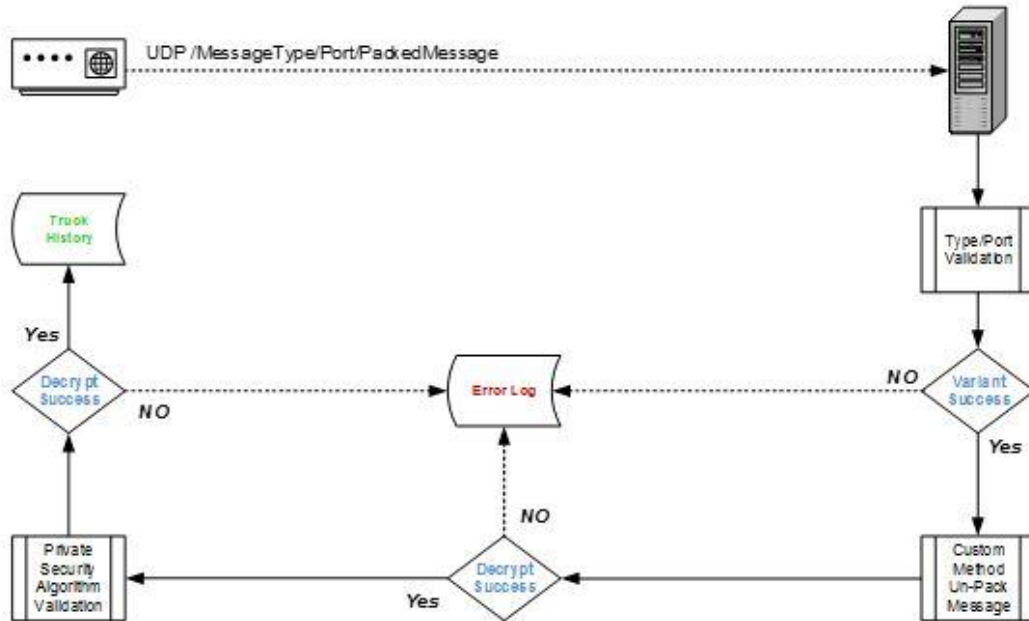 UDP /MessageType/Port/PackedMessage
Truck
History
Type/Port
Validation
Yes
Decrypt
Success
NO
Error Log
NO
Variant
Success
Yes
NO
Private
Security
Algorithm
Validation
Yes
Decrypt
Success
Custom
Method
Un-Pack
Message